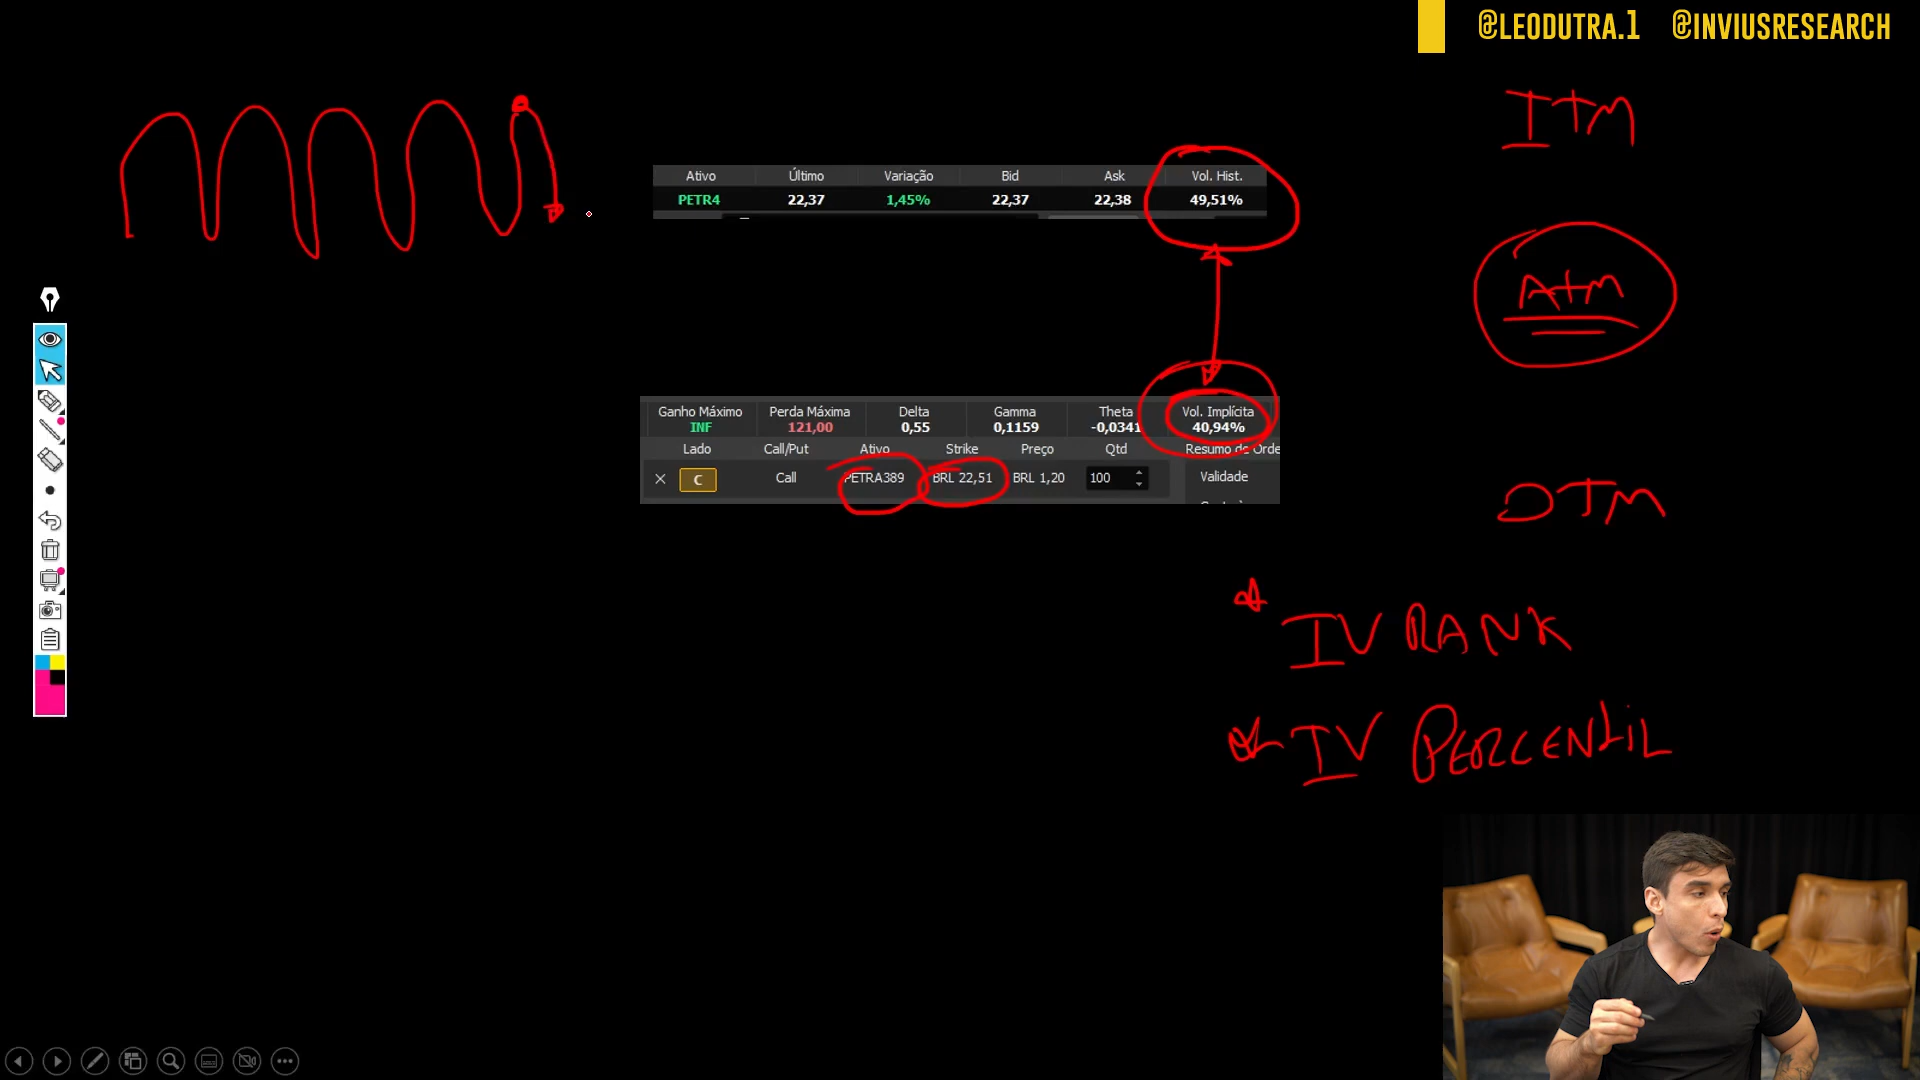 @LEODUTRA.1 @INVIUSRESEARCH
ITM
Ativo Último Variação Bid Ask Vol. Hist.
PETR4 22,37 1,45% 22,37 22,38 49,51%
ATM
Ganho Máximo Perda Máxima Delta Gamma Theta Vol. Implícita
INF 121,00 0,55 0,1159 -0,0341 40,94%
Lado Call/Put Ativo Strike Preço Qtd Resumo de Orde
C Call PETRA389 BRL 22,51 BRL 1,20 100 Validade
OTM
IV RANK
IV PERCENTIL